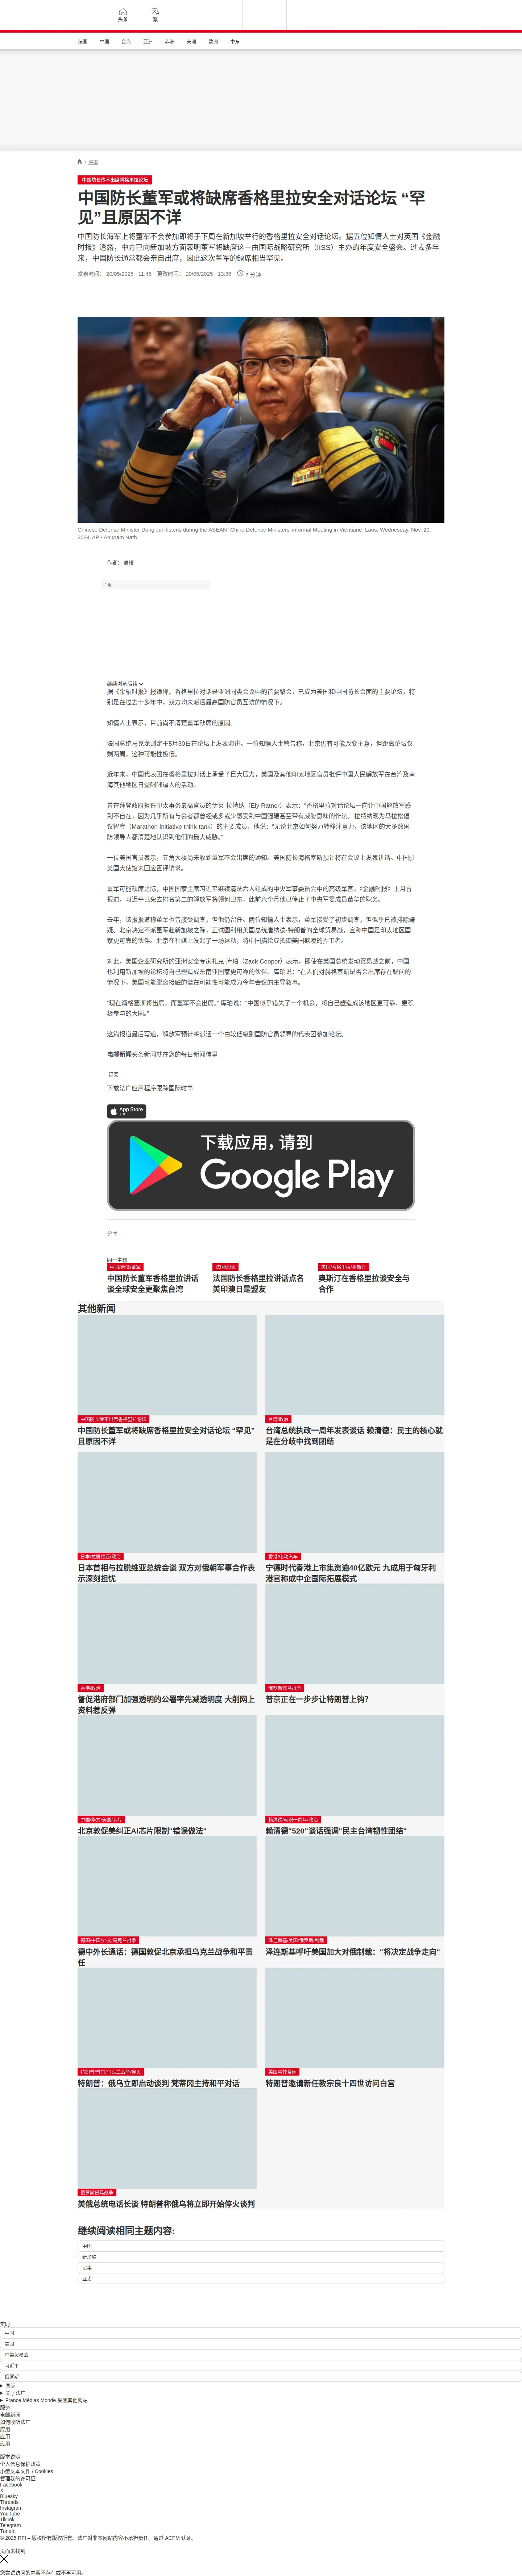 头条
繁
法国
中国
台海
亚洲
非洲
美洲
欧洲
中东
/ 中国
中国防长传不出席香格里拉论坛
中国防长董军或将缺席香格里拉安全对话论坛 “罕见”且原因不详
中国防长海军上将董军不会参加即将于下周在新加坡举行的香格里拉安全对话论坛。据五位知情人士对英国《金融时报》透露，中方已向新加坡方面表明董军将缺席这一由国际战略研究所（IISS）主办的年度安全盛会。过去多年来，中国防长通常都会亲自出席，因此这次董军的缺席相当罕见。
发表时间： 20/05/2025 - 11:45 更改时间： 20/05/2025 - 13:36 7 分钟
Chinese Defense Minister Dong Jun listens during the ASEAN- China Defence Ministers' informal Meeting in Vientiane, Laos, Wednesday, Nov. 20, 2024 AP - Anupam Nath
作者： 夏榕
广告
继续浏览后续
据《金融时报》报道称，香格里拉对话是亚洲同类会议中的首要聚会，已成为美国和中国防长会面的主要论坛，特别是在过去十多年中，双方均未派遣最高国防官员互访的情况下。
知情人士表示，目前尚不清楚董军缺席的原因。
法国总统马克龙则定于5月30日在论坛上发表演讲。一位知情人士警告称，北京仍有可能改变主意，但距离论坛仅剩两周，这种可能性极低。
近年来，中国代表团在香格里拉对话上承受了巨大压力，美国及其他印太地区官员批评中国人民解放军在台湾及南海其他地区日益咄咄逼人的活动。
曾在拜登政府担任印太事务最高官员的伊莱·拉特纳（Ely Ratner）表示：“香格里拉对话论坛一向让中国解放军感到不自在，因为几乎所有与会者都曾经或多或少感受到中国强硬甚至带有威胁意味的作法。” 拉特纳现为马拉松倡议智库（Marathon Initiative think-tank）的主要成员，他说：“无论北京如何努力转移注意力，该地区的大多数国防领导人都清楚地认识到他们的最大威胁。”
一位美国官员表示，五角大楼尚未收到董军不会出席的通知。美国防长海格塞斯预计将在会议上发表讲话。中国驻美国大使馆未回应置评请求。
董军可能缺席之际，中国国家主席习近平继续清洗六人组成的中央军事委员会中的高级军官。《金融时报》上月曾报道，习近平已免去排名第二的解放军将领何卫东，此前六个月他已停止了中央军委成员苗华的职务。
去年，该报报道称董军也曾接受调查，但他仍留任。两位知情人士表示，董军接受了初步调查，但似乎已被排除嫌疑。北京决定不派董军赴新加坡之际，正试图利用美国总统唐纳德·特朗普的全球贸易战，宣称中国是印太地区国家更可靠的伙伴。北京在社媒上发起了一场运动，将中国描绘成抵御美国欺凌的捍卫者。
对此，美国企业研究所的亚洲安全专家扎克·库珀（Zack Cooper）表示，即使在美国总统发动贸易战之前，中国也利用新加坡的论坛将自己塑造成东南亚国家更可靠的伙伴。库珀说：“在人们对赫格塞斯是否会出席存在疑问的情况下，美国可能脱离接触的潜在可能性可能成为今年会议的主导叙事。
“现在海格塞斯将出席，而董军不会出席。” 库珀说：“中国似乎错失了一个机会，将自己塑造成该地区更可靠、更积极参与的大国。”
这篇报道最后写道，解放军预计将派遣一个由较低级别国防官员领导的代表团参加论坛。
电邮新闻头条新闻就在您的每日新闻信里
订阅
下载法广应用程序跟踪国际时事
App Store
下载
下载应用，请到
Google Play
分享 :
同一主题
中国/台湾/董军
中国防长董军香格里拉讲话谈全球安全更聚焦台湾
法国/印太
法国防长香格里拉讲话点名美印澳日是盟友
美国/香格里拉/奥斯汀
奥斯汀在香格里拉谈安全与合作
其他新闻
中国防长传不出席香格里拉论坛
中国防长董军或将缺席香格里拉安全对话论坛 “罕见”且原因不详
台湾/政治
台湾总统执政一周年发表谈话 赖清德：民主的核心就是在分歧中找到团结
日本/拉脱维亚/政治
日本首相与拉脱维亚总统会谈 双方对俄朝军事合作表示深刻担忧
香港/电动汽车
宁德时代香港上市集资逾40亿欧元 九成用于匈牙利 港官称成中企国际拓展模式
香港/政治
督促港府部门加强透明的公署率先减透明度 大削网上资料惹反弹
俄罗斯侵乌战争
普京正在一步步让特朗普上钩？
中国/华为/美国/芯片
北京敦促美纠正AI芯片限制“错误做法”
赖清德/就职一周年/政治
赖清德"520"谈话强调“民主台湾韧性团结”
德国/中国/外交/乌克兰战争
德中外长通话：德国敦促北京承担乌克兰战争和平责任
泽连斯基/美国/俄罗斯/制裁
泽连斯基呼吁美国加大对俄制裁："将决定战争走向"
特朗普/普京/乌克兰战争/停火
特朗普：俄乌立即启动谈判 梵蒂冈主持和平对话
美国与梵蒂冈
特朗普邀请新任教宗良十四世访问白宫
俄罗斯侵乌战争
美俄总统电话长谈 特朗普称俄乌将立即开始停火谈判
继续阅读相同主题内容:
中国
新加坡
军事
亚太
实时
中国
美国
中美贸易战
习近平
俄罗斯
国际
关于法广
France Médias Monde 集团其他网站
服务
电邮新闻
如何收听法广
应用
应用
应用
版本说明
个人信息保护政策
小型文本文件 / Cookies
管理我的许可证
Facebook
X
Bluesky
Threads
Instagram
YouTube
TikTok
Telegram
TuneIn
© 2025 RFI – 版权所有版权所有。法广对非本网站内容不承担责任。通过 ACPM 认证。
页面未找到
您尝试访问的内容不存在或不再可用。